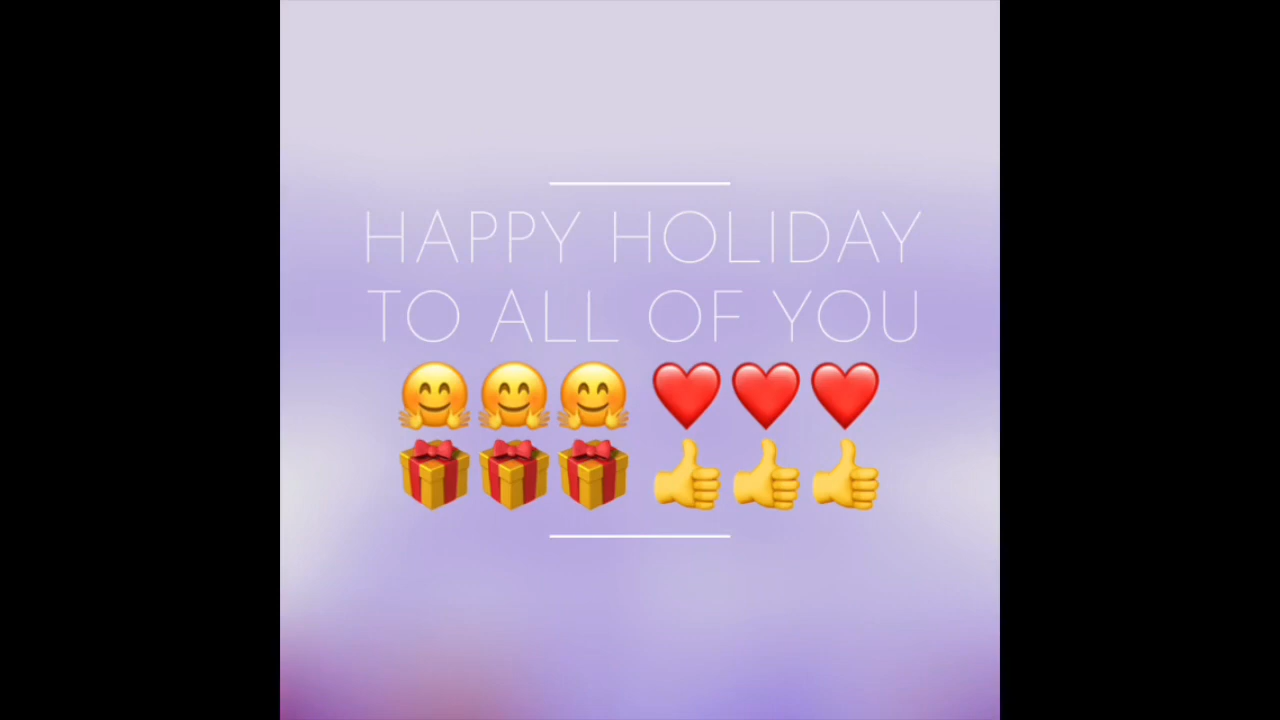 HAPPY HOLIDAY
TO ALL OF YOU
🤗🤗🤗 ❤️❤️❤️
🎁🎁🎁 👍👍👍